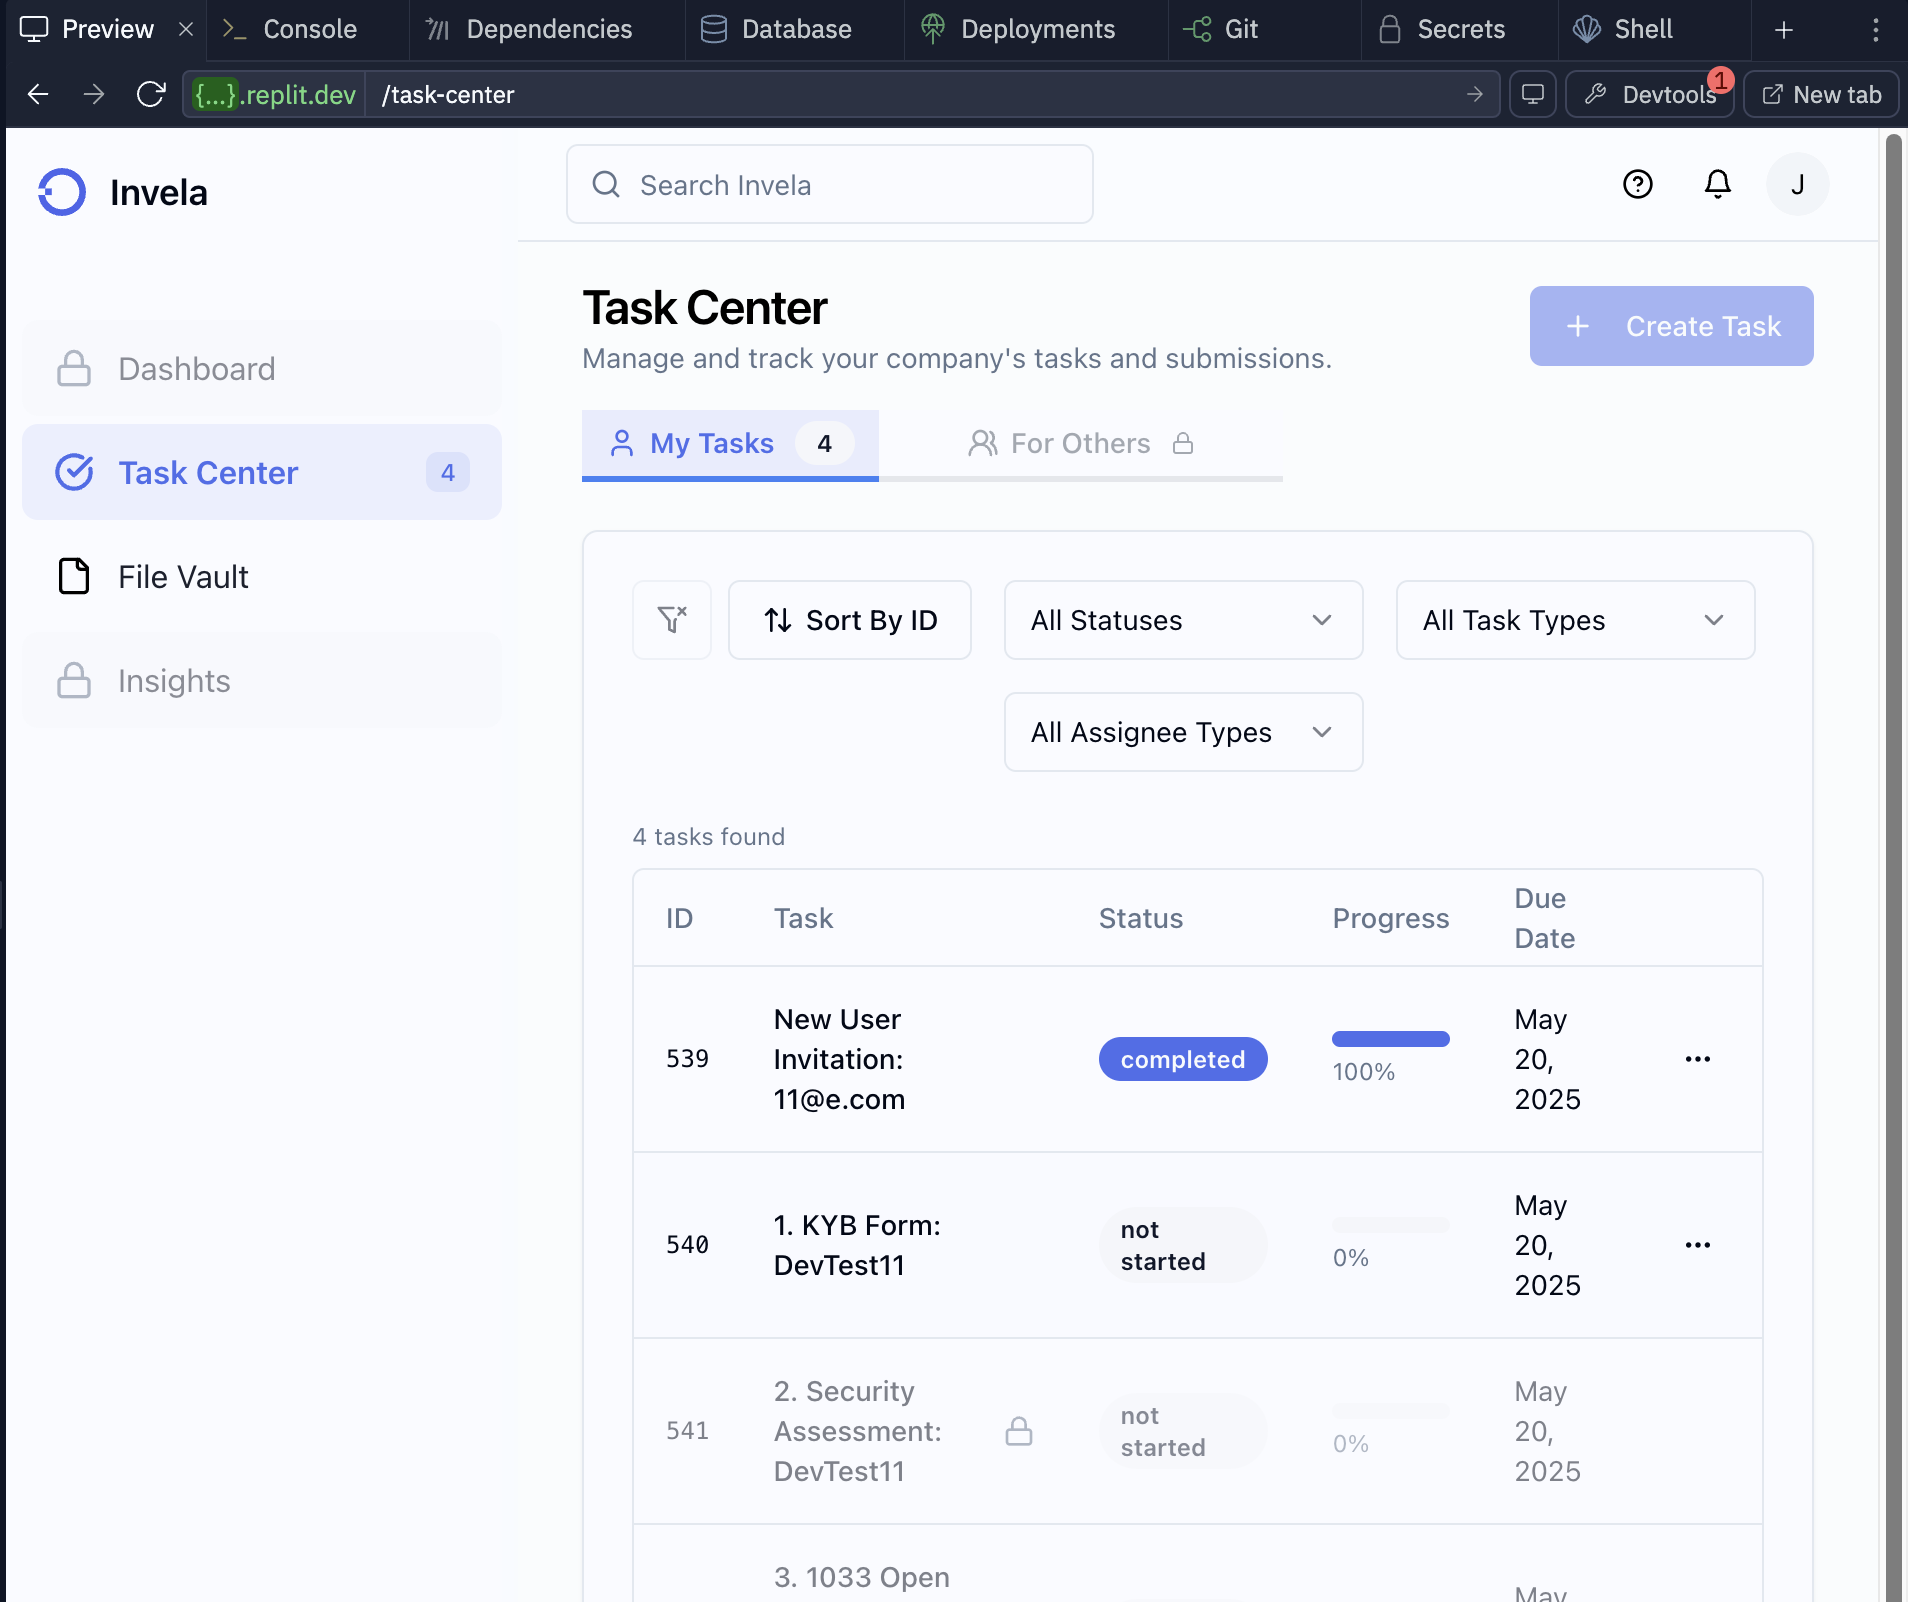 Preview
Console
Dependencies
Database
Deployments
Git
Secrets
Shell
{...}.replit.dev
/task-center
Devtools
1
New tab
Invela
Search Invela
J
Dashboard
Task Center
4
File Vault
Insights
Task Center
Manage and track your company's tasks and submissions.
Create Task
My Tasks
4
For Others
Sort By ID
All Statuses
All Task Types
All Assignee Types
4 tasks found
ID
Task
Status
Progress
Due
Date
539
New User
Invitation:
11@e.com
completed
100%
May
20,
2025
540
1. KYB Form:
DevTest11
not
started
0%
May
20,
2025
541
2. Security
Assessment:
DevTest11
not
started
0%
May
20,
2025
3. 1033 Open
May